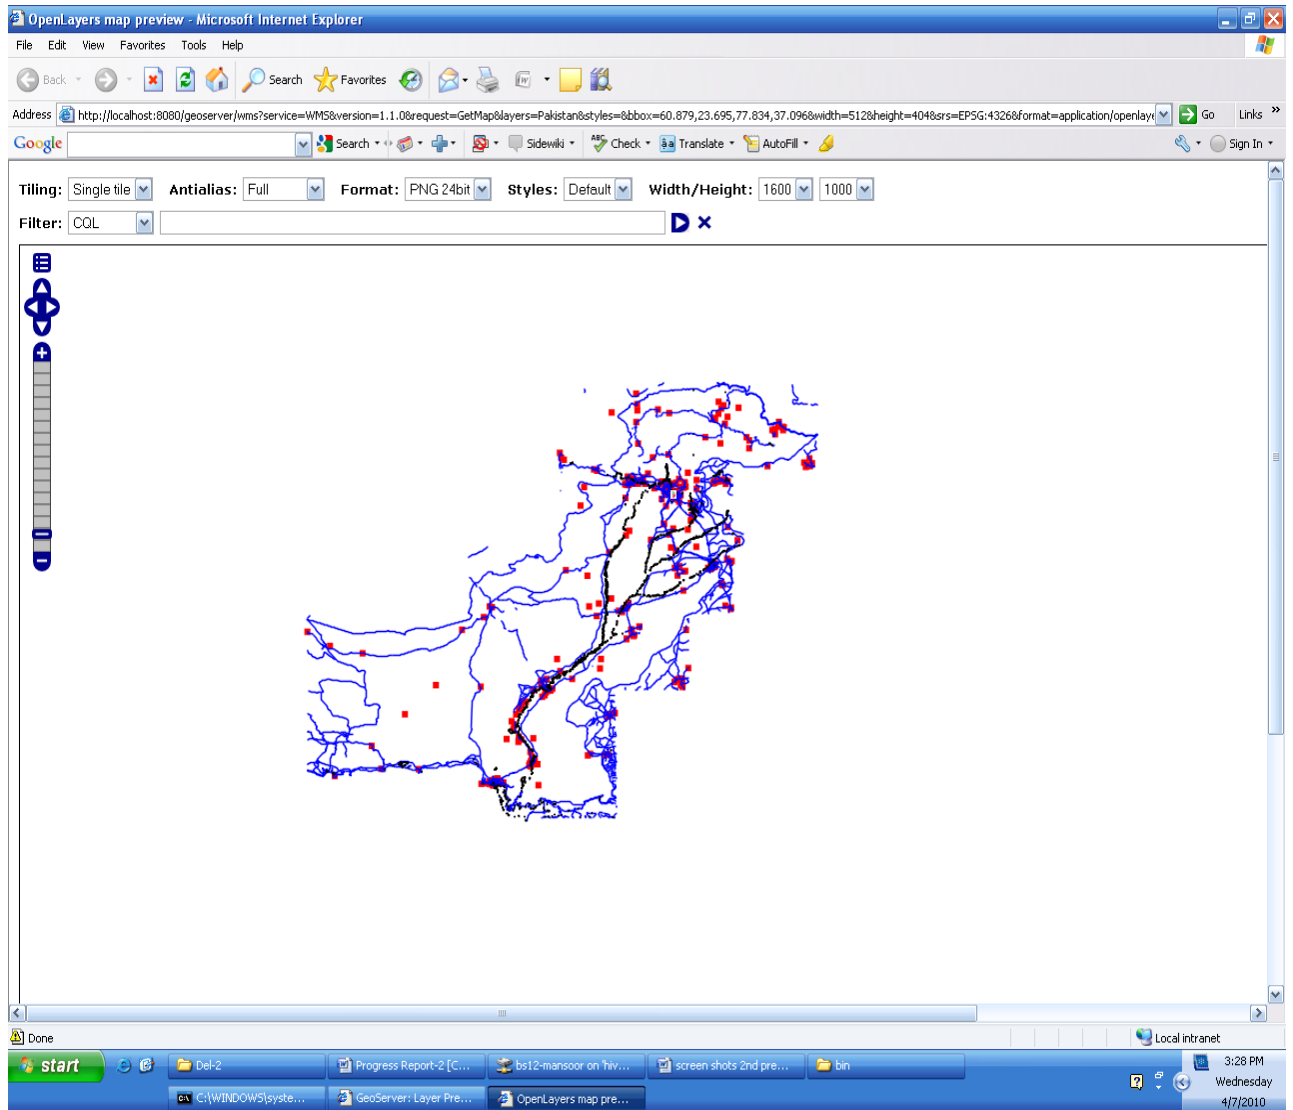 OpenLayers map preview - Microsoft Internet Explorer
File Edit View Favorites Tools Help
Back Search Favorites
Address http://localhost:8080/geoserver/wms?service=WMS&version=1.1.0&request=GetMap&layers=Pakistan&styles=&bbox=60.879,23.695,77.834,37.096&width=512&height=404&srs=EPSG:4326&format=application/openlaye Go Links »
Google Search Sidewiki Check Translate AutoFill Sign In
Tiling: Single tile Antialias: Full Format: PNG 24bit Styles: Default Width/Height: 1600 1000
Filter: CQL
Done Local intranet
start Del-2 Progress Report-2 [C... bs12-mansoor on 'hiv... screen shots 2nd pre... bin 3:28 PM
Wednesday
C:\WINDOWS\syste... GeoServer: Layer Pre... OpenLayers map pre... 4/7/2010